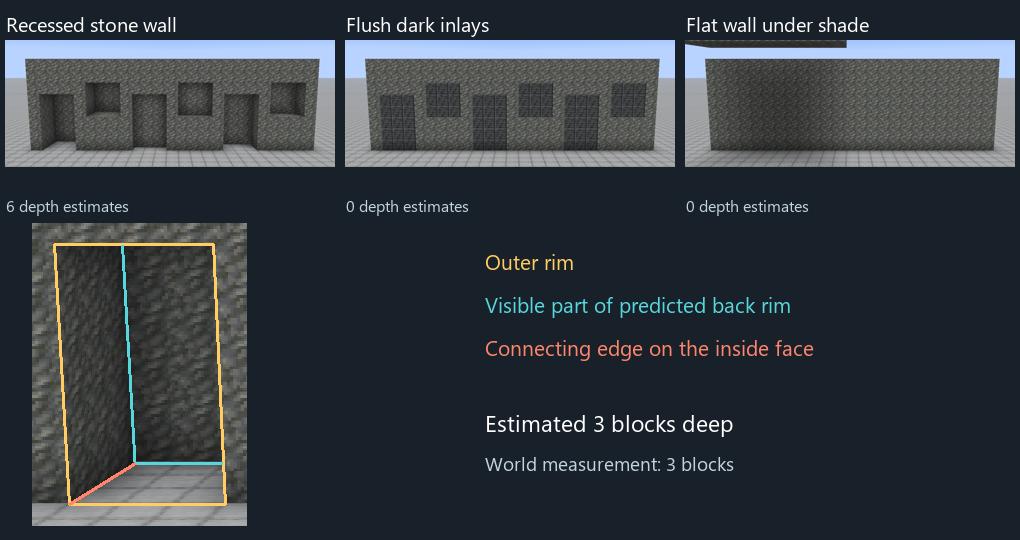 Recessed stone wall
Flush dark inlays
Flat wall under shade
6 depth estimates
0 depth estimates
0 depth estimates
Outer rim
Visible part of predicted back rim
Connecting edge on the inside face
Estimated 3 blocks deep
World measurement: 3 blocks